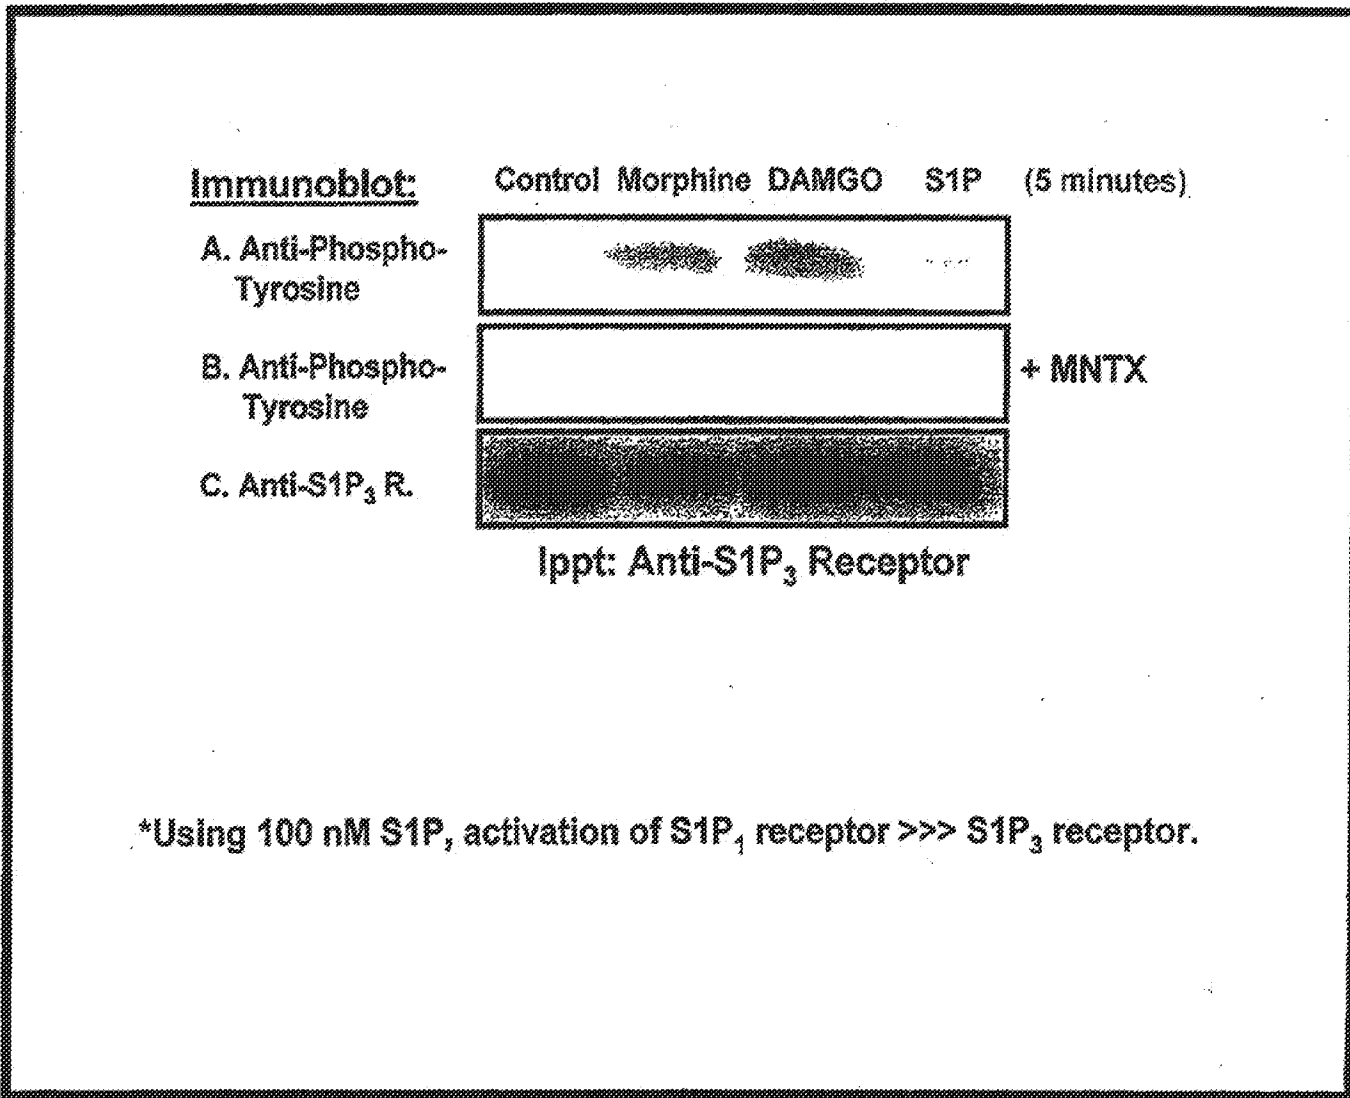 Immunoblot: Control Morphine DAMGO S1P (5 minutes)
A. Anti-Phospho-
Tyrosine
B. Anti-Phospho-
Tyrosine
+ MNTX
C. Anti-S1P₃ R.
Ippt: Anti-S1P₃ Receptor
*Using 100 nM S1P, activation of S1P₁ receptor >>> S1P₃ receptor.